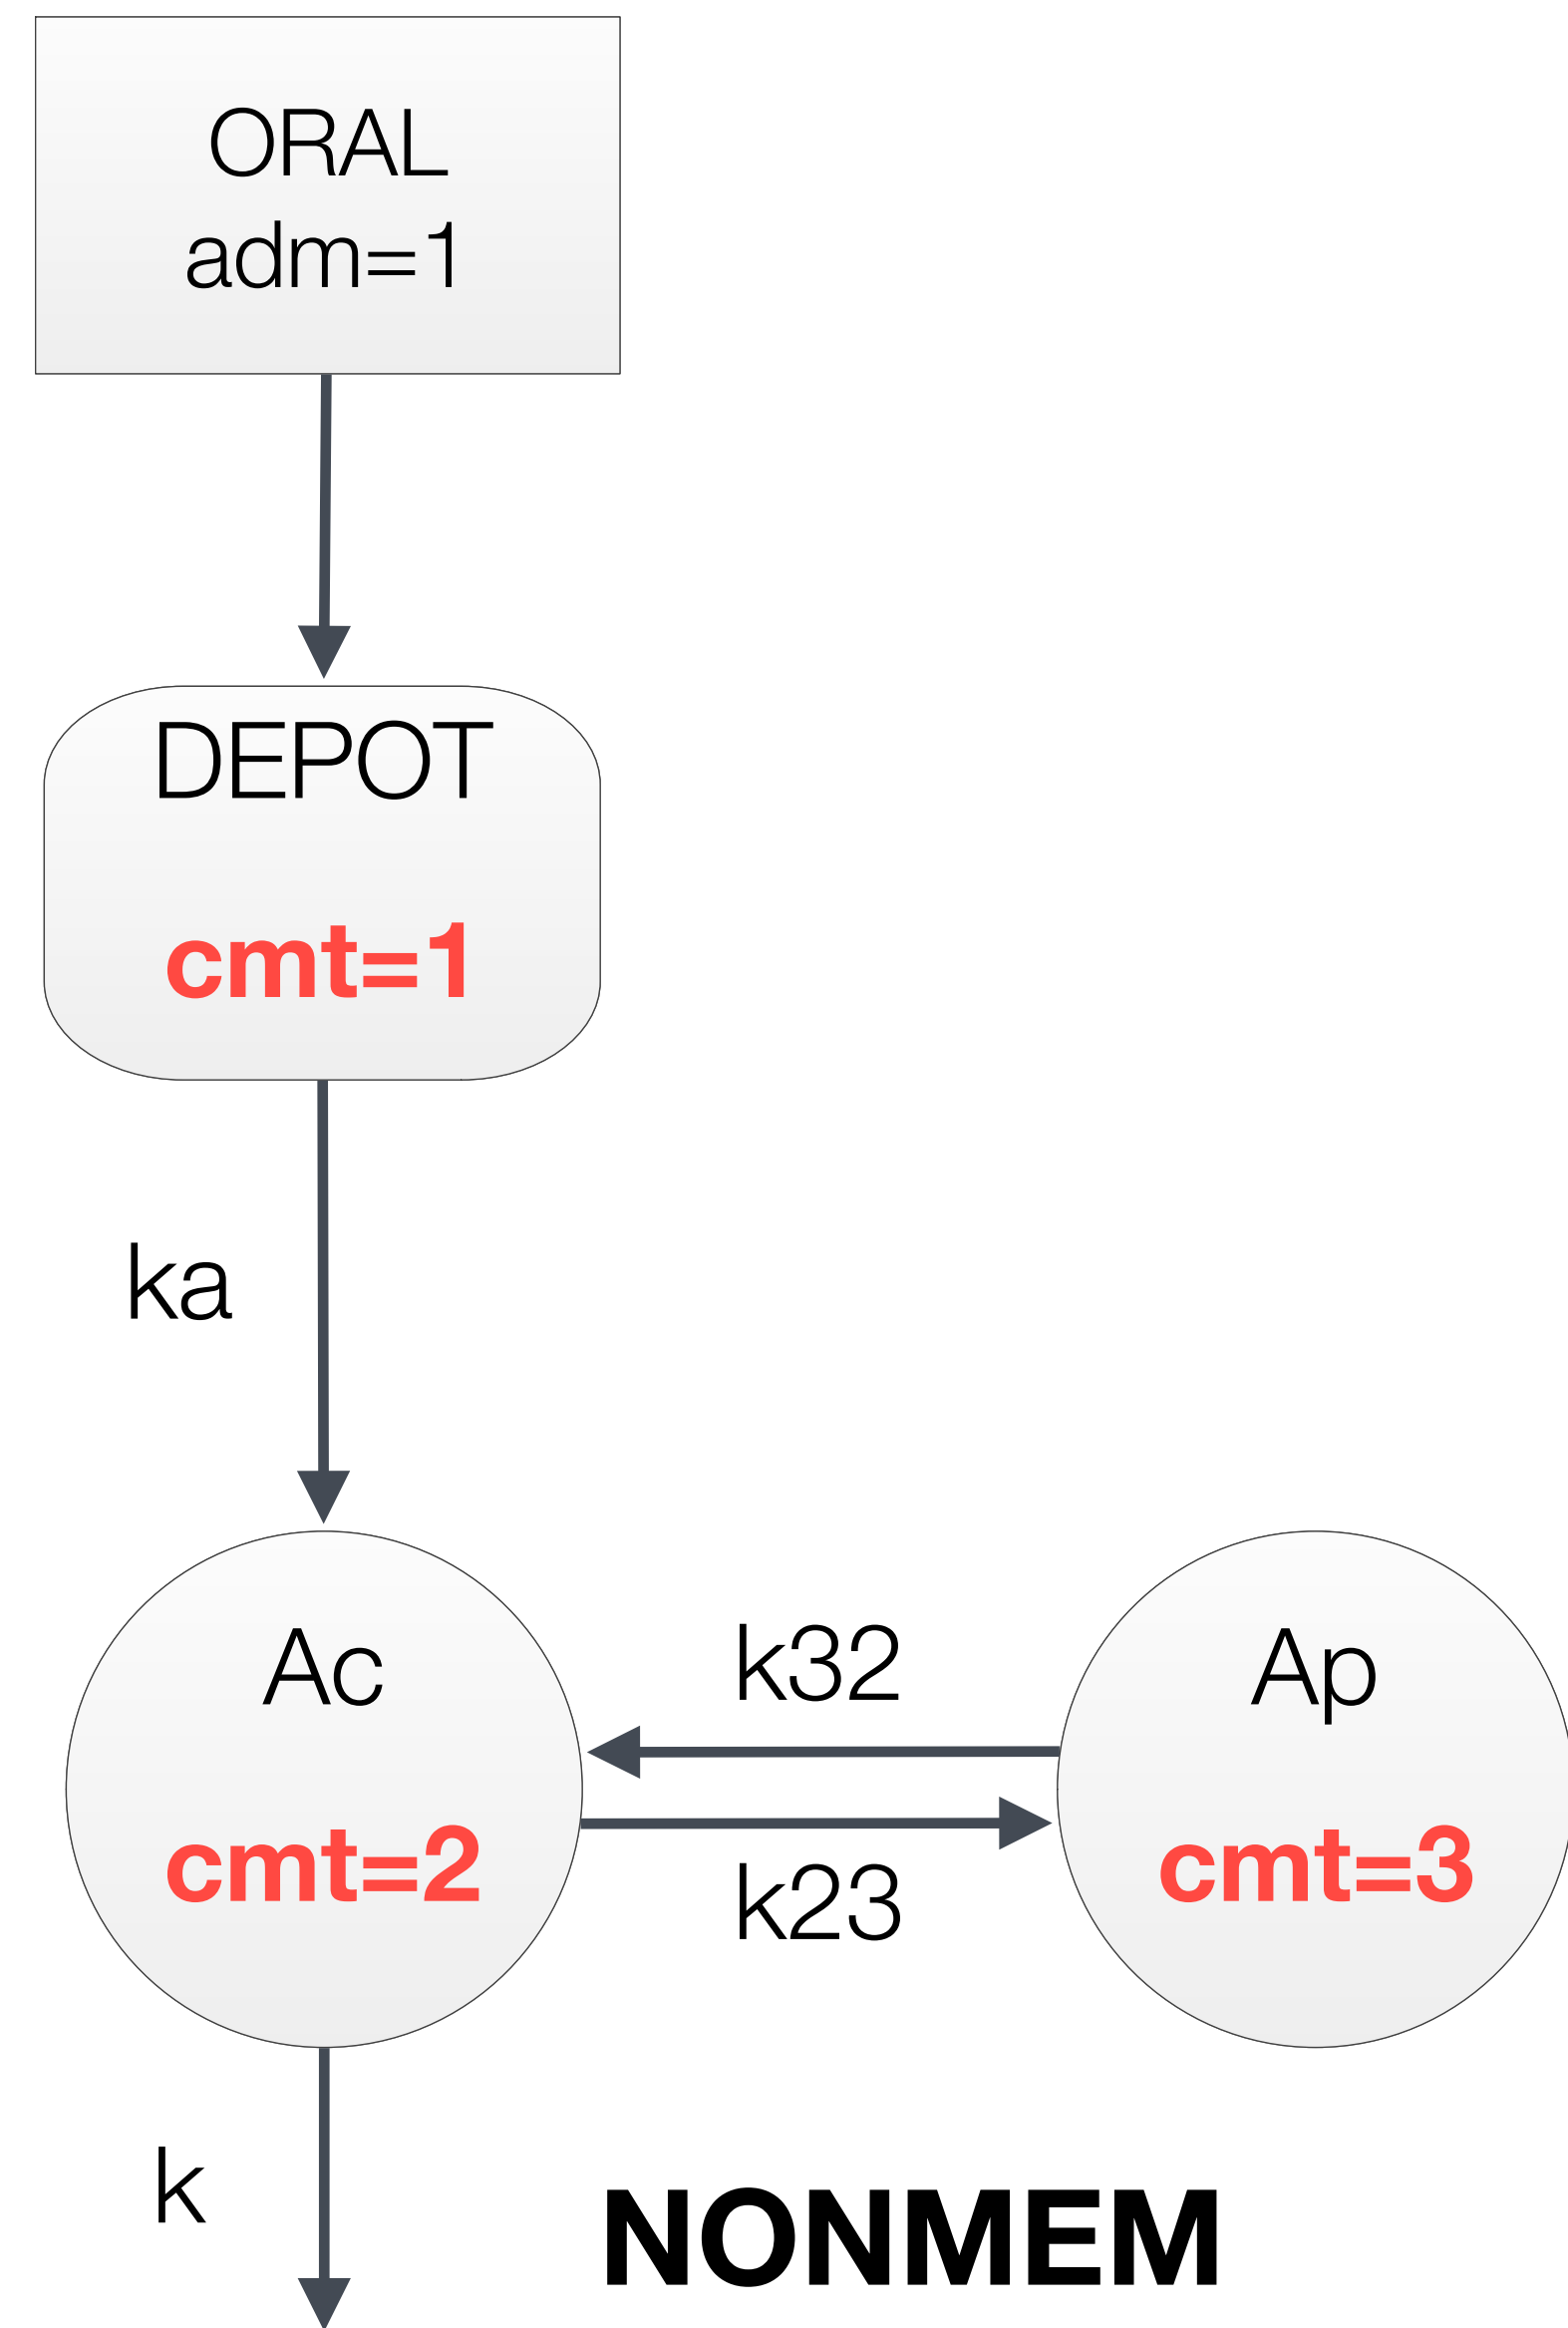 ORAL
adm=1
DEPOT
cmt=1
ka
Ac
cmt=2
k32
k23
Ap
cmt=3
k
NONMEM